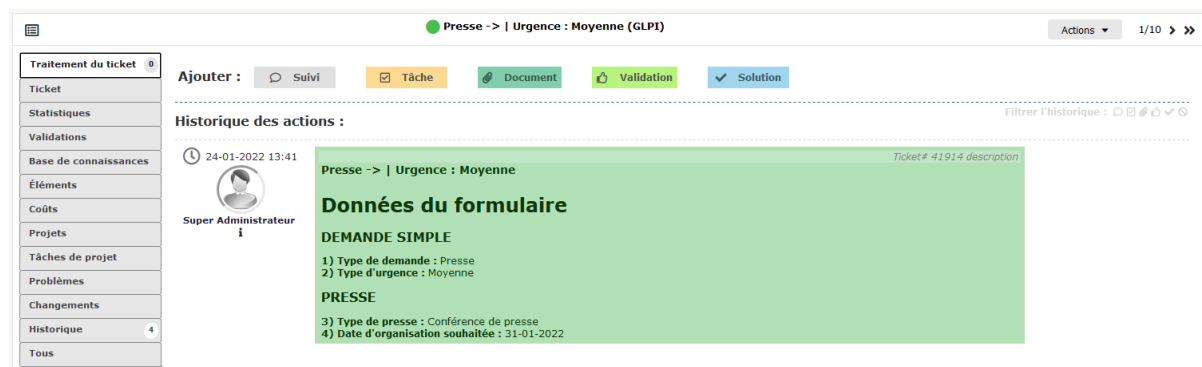 Presse -> | Urgence : Moyenne (GLPI)
Actions
1/10
Traitement du ticket 0
Ticket
Statistiques
Validations
Base de connaissances
Éléments
Coûts
Projets
Tâches de projet
Problèmes
Changements
Historique 4
Tous
Ajouter : Suivi Tâche Document Validation Solution
Filtrer l'historique :
Historique des actions :
24-01-2022 13:41
Super Administrateur
Ticket# 41914 description
Presse -> | Urgence : Moyenne
Données du formulaire
DEMANDE SIMPLE
1) Type de demande : Presse
2) Type d'urgence : Moyenne
PRESSE
3) Type de presse : Conférence de presse
4) Date d'organisation souhaitée : 31-01-2022